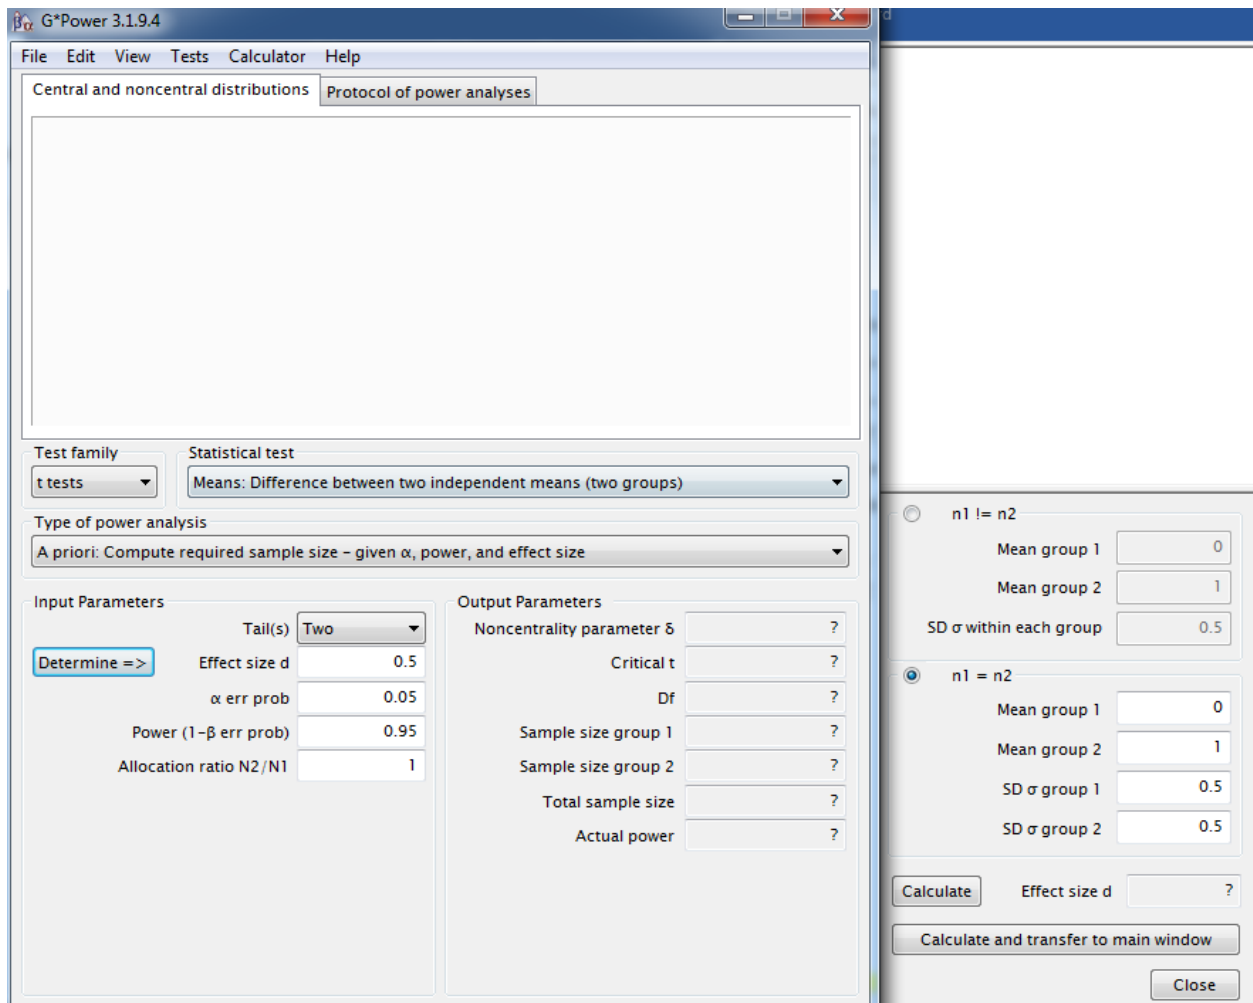 G*Power 3.1.9.4
d
File Edit View Tests Calculator Help
Central and noncentral distributions Protocol of power analyses
Test family
Statistical test
t tests
Means: Difference between two independent means (two groups)
Type of power analysis
A priori: Compute required sample size - given α, power, and effect size
Input Parameters
Tail(s) Two
Determine => Effect size d 0.5
α err prob 0.05
Power (1-β err prob) 0.95
Allocation ratio N2/N1 1
Output Parameters
Noncentrality parameter δ ?
Critical t ?
Df ?
Sample size group 1 ?
Sample size group 2 ?
Total sample size ?
Actual power ?
n1 != n2
Mean group 1 0
Mean group 2 1
SD σ within each group 0.5
n1 = n2
Mean group 1 0
Mean group 2 1
SD σ group 1 0.5
SD σ group 2 0.5
Calculate Effect size d ?
Calculate and transfer to main window
Close